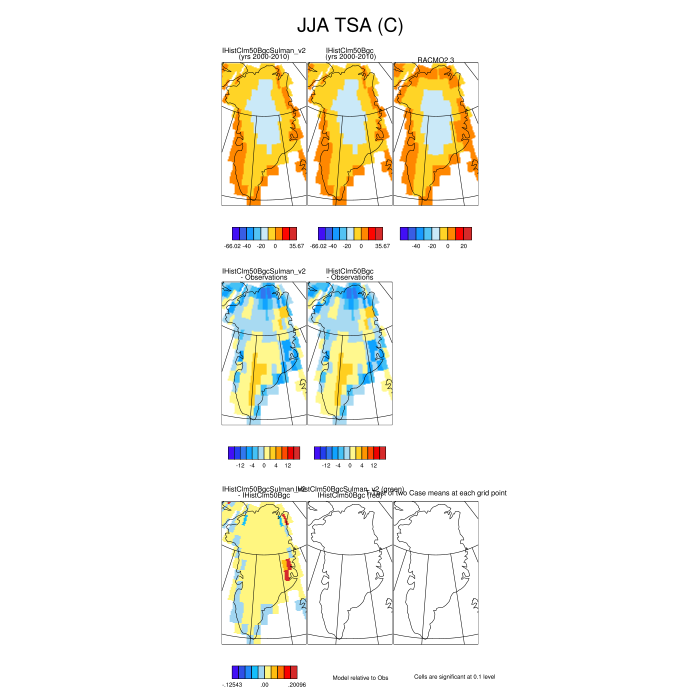 JJA TSA (C)
IHistClm50BgcSulman_v2
(yrs 2000-2010)
IHistClm50Bgc
(yrs 2000-2010)
RACMO2.3
-66.02 -40 -20 0 35.67
-66.02 -40 -20 0 35.67
-40 -20 0 20
IHistClm50BgcSulman_v2
- Observations
IHistClm50Bgc
- Observations
-12 -4 0 4 12
-12 -4 0 4 12
IHistClm50BgcSulman_v2
- IHistClm50Bgc
IHistClm50BgcSulman_v2 (green)
IHistClm50Bgc (red)
of two Case means at each grid point
-.12543 .00 .20096
Model relative to Obs
Cells are significant at 0.1 level